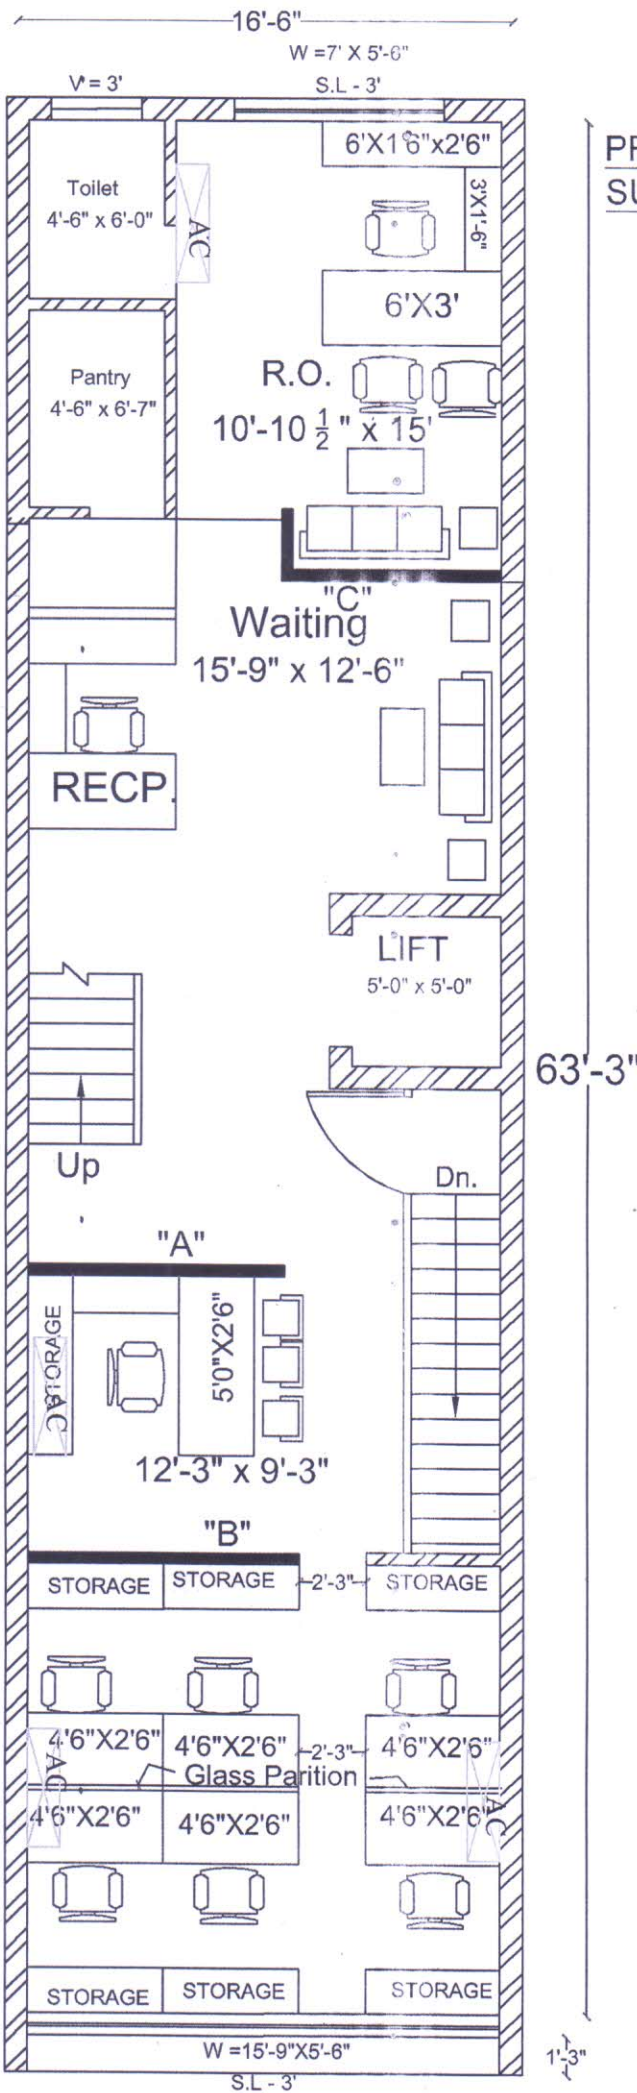 16'-6"
W =7' X 5'-6"
V = 3'
S.L - 3'
6'X1'6"x2'6"
Toilet
4'-6" x 6'-0"
AC
3'X1'-6"
6'X3'
Pantry
4'-6" x 6'-7"
R.O.
10'-10 1/2 " x 15'
"C"
Waiting
15'-9" x 12'-6"
RECP.
LIFT
5'-0" x 5'-0"
63'-3"
Up
Dn.
"A"
STORAGE
AC
5'0"X2'6"
12'-3" x 9'-3"
"B"
STORAGE STORAGE 2'-3" STORAGE
4'6"X2'6" 4'6"X2'6" 2'-3" 4'6"X2'6"
AC
Glass Parition
AC
4'6"X2'6" 4'6"X2'6" 4'6"X2'6"
STORAGE STORAGE STORAGE
W =15'-9"X5'-6"
1'-3"
S.L - 3'